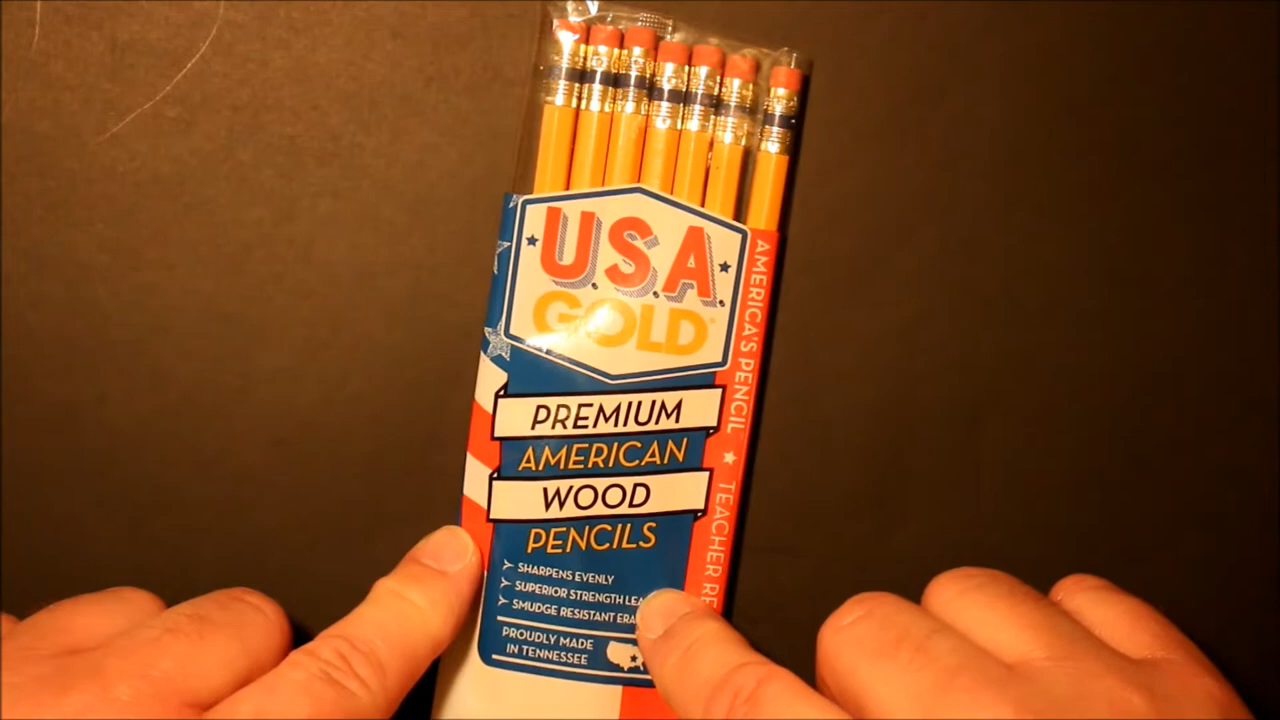 U.S.A.
GOLD
PREMIUM
AMERICAN
WOOD
PENCILS
SHARPENS EVENLY
SUPERIOR STRENGTH
SMUDGE RESISTANT
PROUDLY MADE
IN TENNESSEE
AMERICA'S PENCIL ★ TEACHER